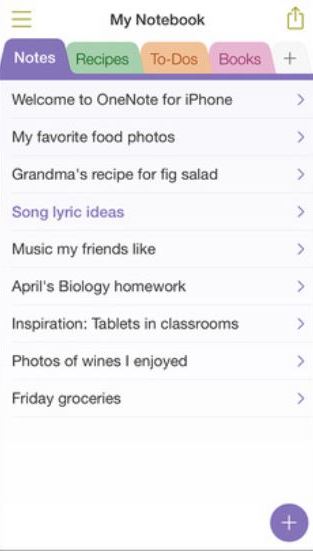 My Notebook
Notes Recipes To-Dos Books +
Welcome to OneNote for iPhone
My favorite food photos
Grandma's recipe for fig salad
Song lyric ideas
Music my friends like
April's Biology homework
Inspiration: Tablets in classrooms
Photos of wines I enjoyed
Friday groceries
+